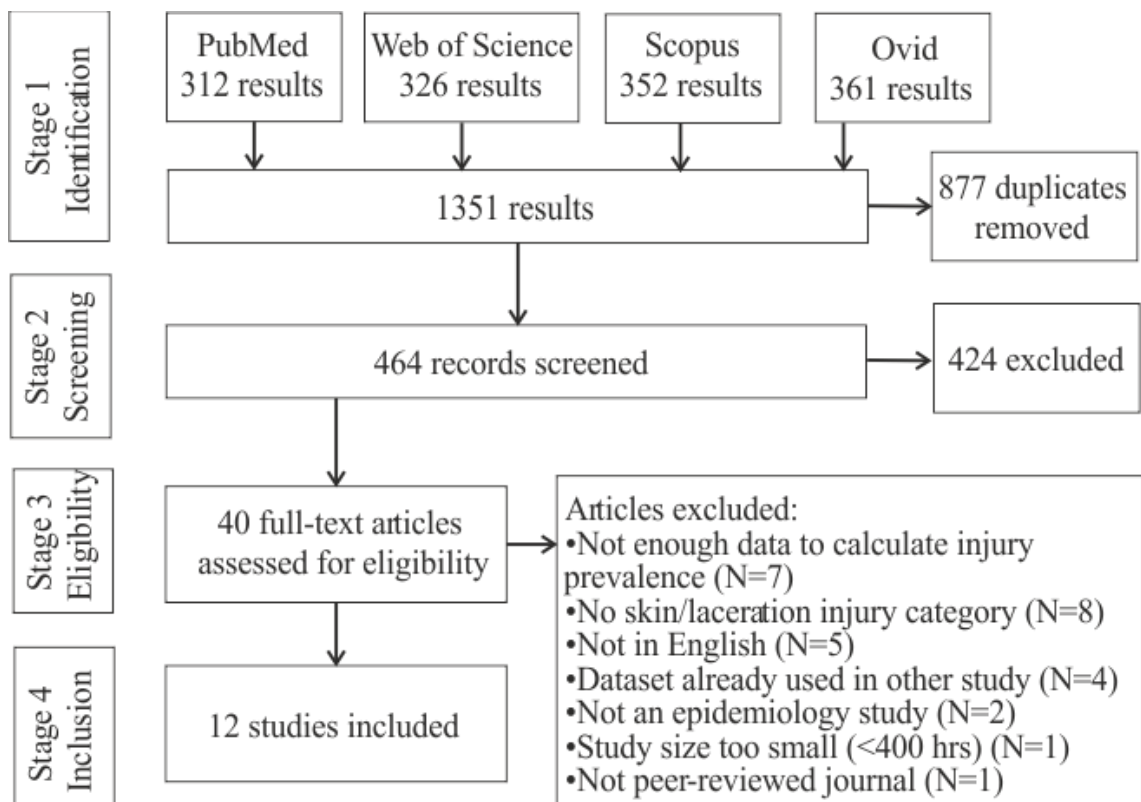 Stage 1
Identification
PubMed
312 results
Web of Science
326 results
Scopus
352 results
Ovid
361 results
1351 results
877 duplicates
removed
Stage 2
Screening
464 records screened
424 excluded
Stage 3
Eligibility
40 full-text articles
assessed for eligibility
Articles excluded:
•Not enough data to calculate injury
prevalence (N=7)
•No skin/laceration injury category (N=8)
•Not in English (N=5)
•Dataset already used in other study (N=4)
•Not an epidemiology study (N=2)
•Study size too small (<400 hrs) (N=1)
•Not peer-reviewed journal (N=1)
Stage 4
Inclusion
12 studies included